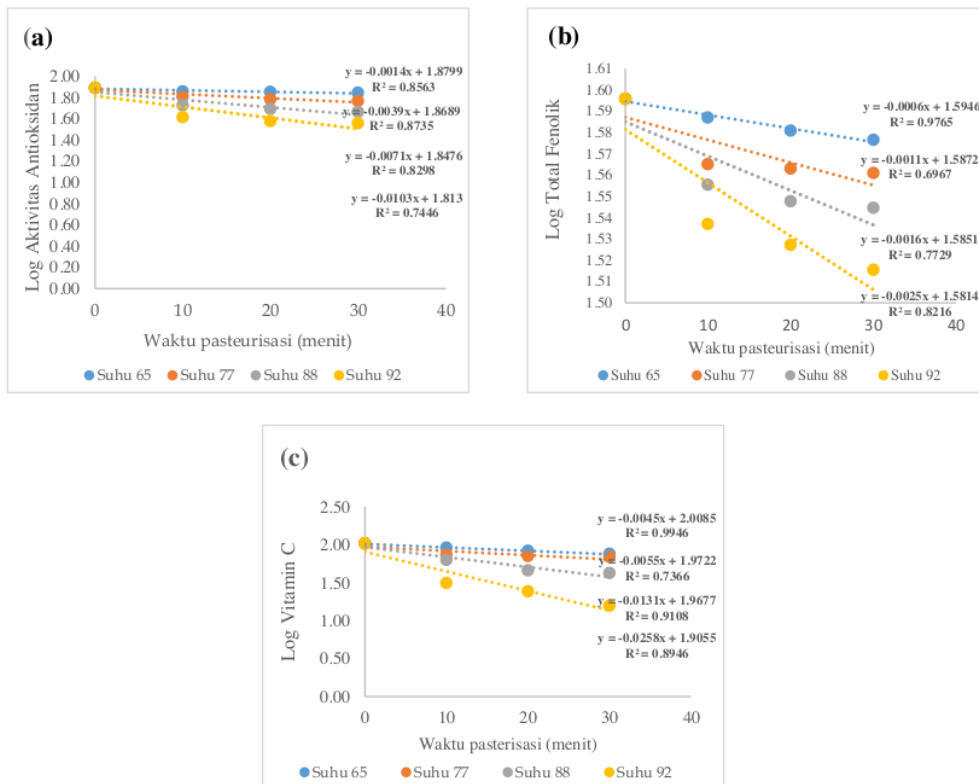 (a)
2.00
1.80
1.60
1.40
1.20
1.00
0.80
0.60
0.40
0.20
0.00
Log Aktivitas Antioksidan
y = -0.0014x + 1.8799
R² = 0.8563
y = -0.0039x + 1.8689
R² = 0.8735
y = -0.0071x + 1.8476
R² = 0.8298
y = -0.0103x + 1.813
R² = 0.7446
0 10 20 30 40
Waktu pasteurisasi (menit)
Suhu 65 Suhu 77 Suhu 88 Suhu 92
(b)
1.61
1.60
1.59
1.58
1.57
1.56
1.55
1.54
1.53
1.52
1.51
1.50
Log Total Fenolik
y = -0.0006x + 1.5946
R² = 0.9765
y = -0.0011x + 1.5872
R² = 0.6967
y = -0.0016x + 1.5851
R² = 0.7729
y = -0.0025x + 1.5814
R² = 0.8216
0 10 20 30 40
Waktu pasteurisasi (menit)
Suhu 65 Suhu 77 Suhu 88 Suhu 92
(c)
2.50
2.00
1.50
1.00
0.50
0.00
Log Vitamin C
y = -0.0045x + 2.0085
R² = 0.9946
y = -0.0055x + 1.9722
R² = 0.7366
y = -0.0131x + 1.9677
R² = 0.9108
y = -0.0258x + 1.9055
R² = 0.8946
0 10 20 30 40
Waktu pasterisasi (menit)
Suhu 65 Suhu 77 Suhu 88 Suhu 92